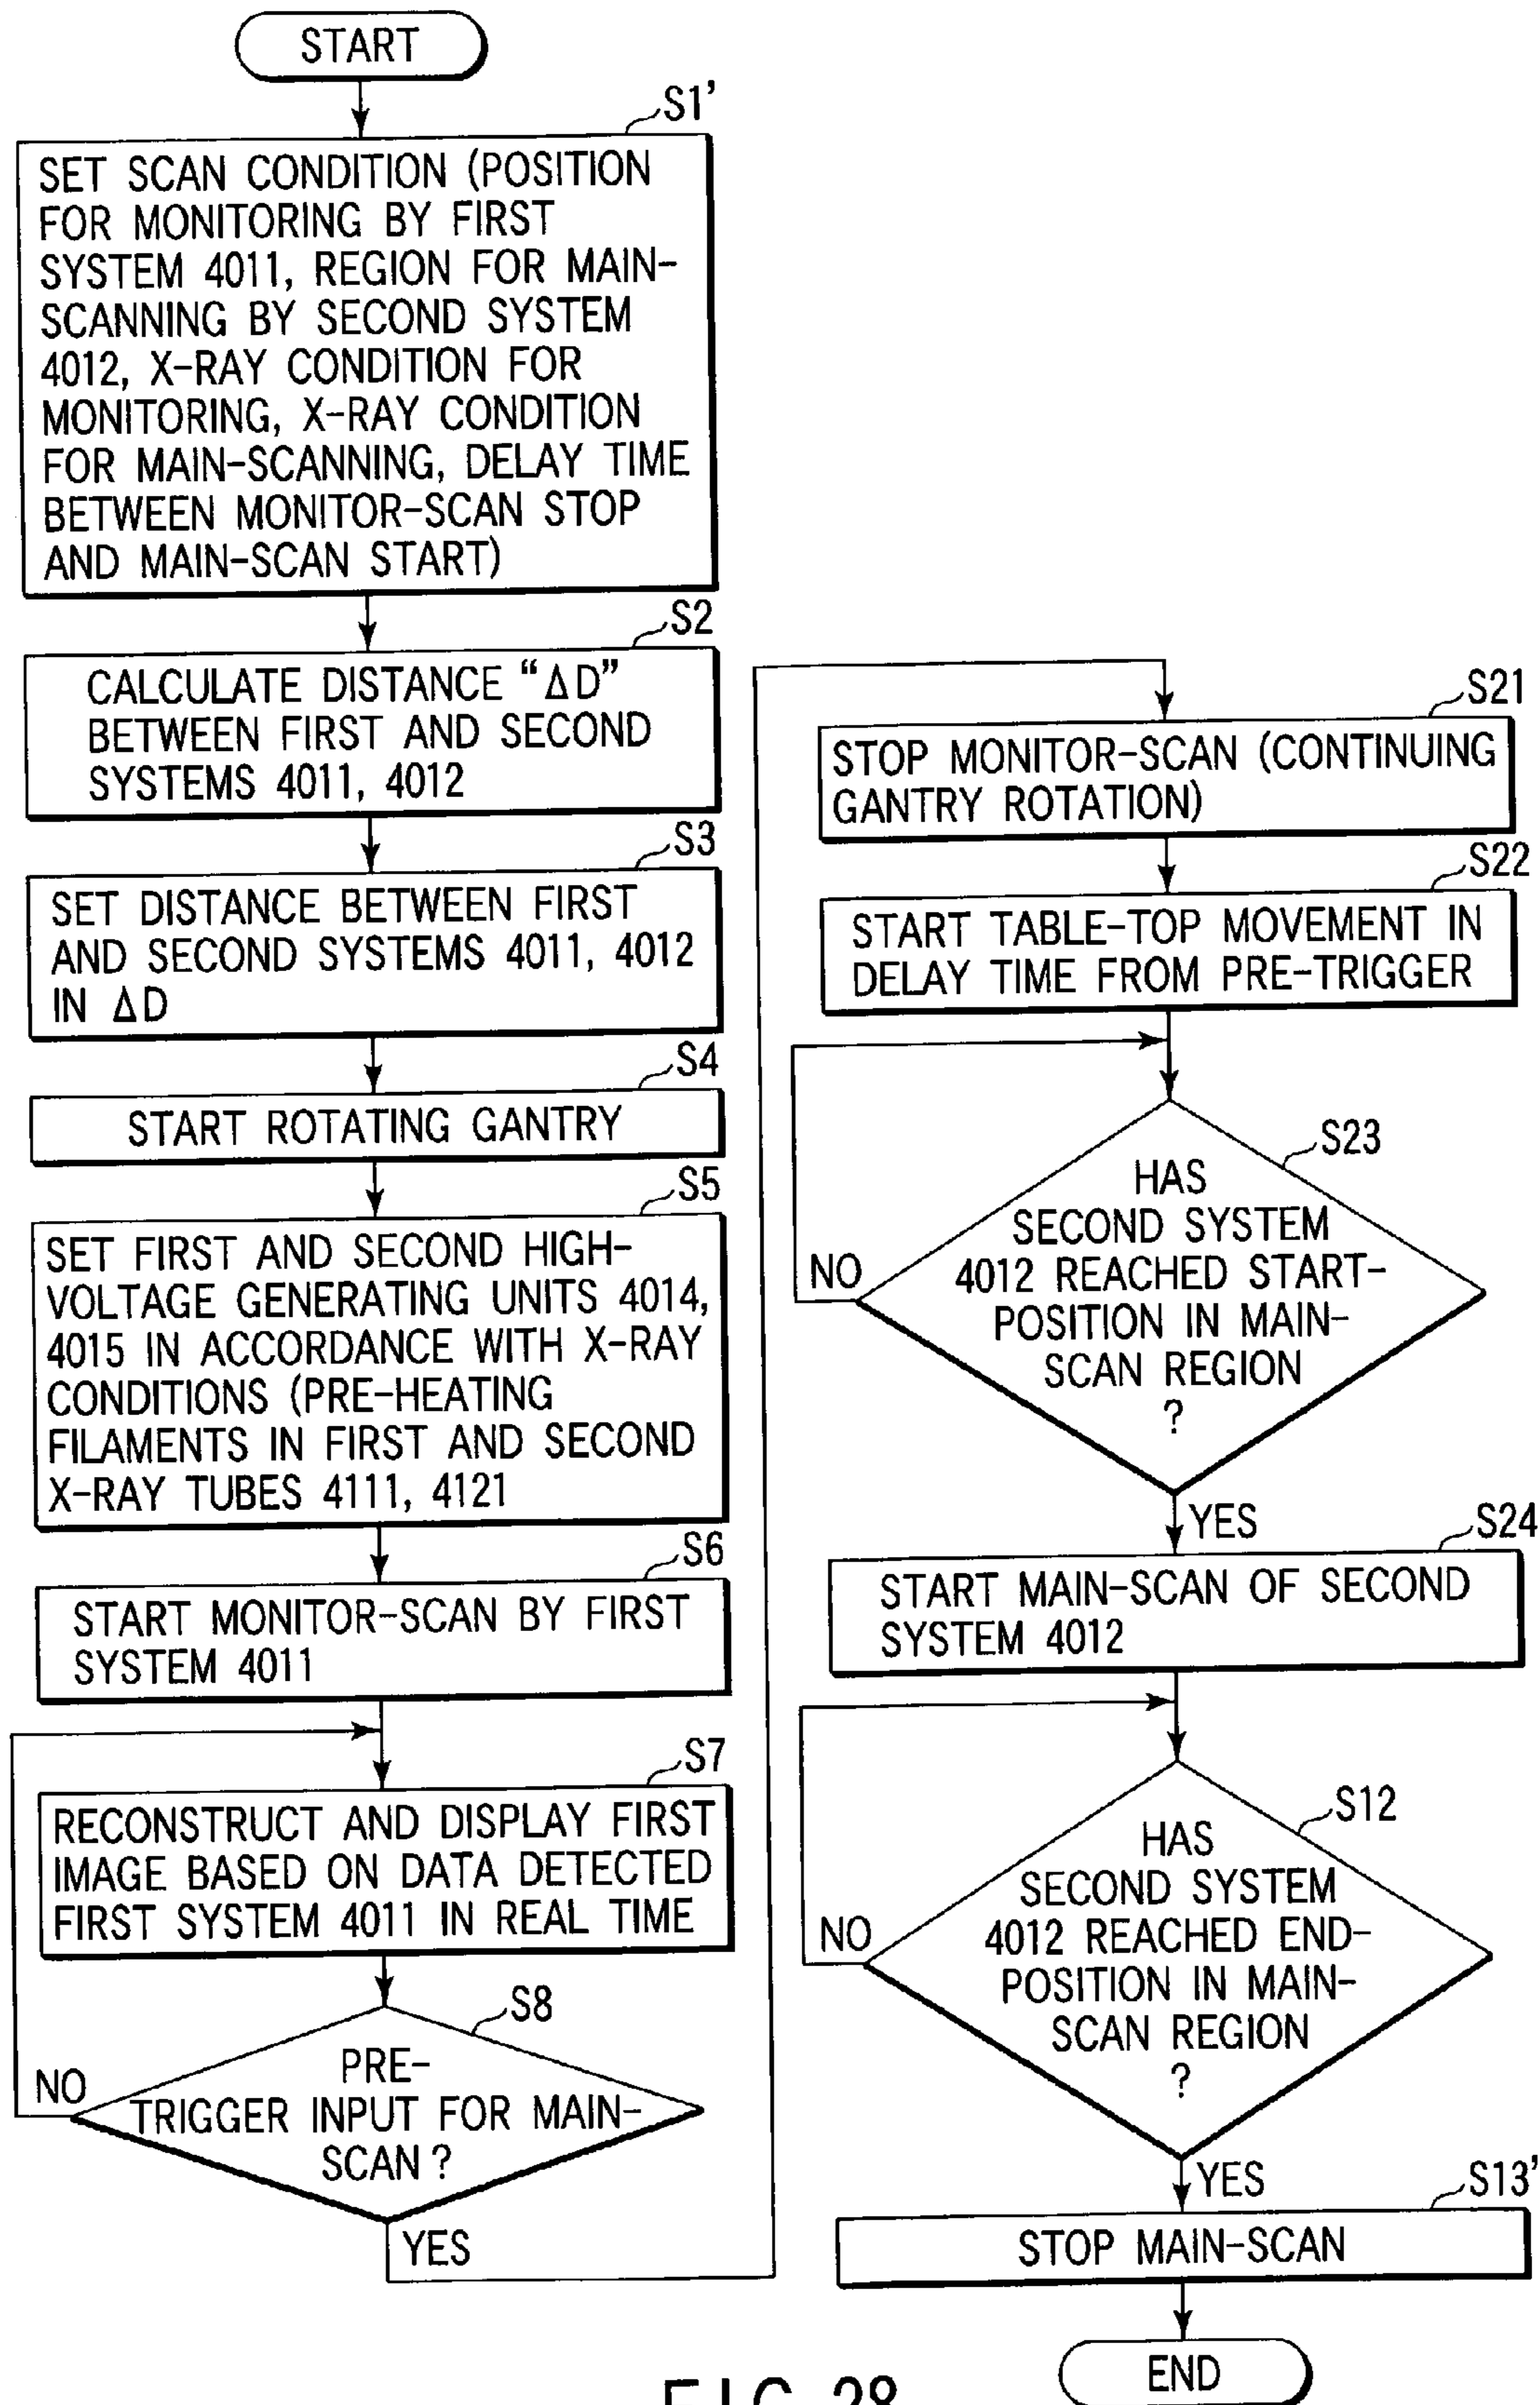 START
S1'
SET SCAN CONDITION (POSITION
FOR MONITORING BY FIRST
SYSTEM 4011, REGION FOR MAIN-
SCANNING BY SECOND SYSTEM
4012, X-RAY CONDITION FOR
MONITORING, X-RAY CONDITION
FOR MAIN-SCANNING, DELAY TIME
BETWEEN MONITOR-SCAN STOP
AND MAIN-SCAN START)
S2
CALCULATE DISTANCE “ΔD”
BETWEEN FIRST AND SECOND
SYSTEMS 4011, 4012
S3
SET DISTANCE BETWEEN FIRST
AND SECOND SYSTEMS 4011, 4012
IN ΔD
S4
START ROTATING GANTRY
S5
SET FIRST AND SECOND HIGH-
VOLTAGE GENERATING UNITS 4014,
4015 IN ACCORDANCE WITH X-RAY
CONDITIONS (PRE-HEATING
FILAMENTS IN FIRST AND SECOND
X-RAY TUBES 4111, 4121
S6
START MONITOR-SCAN BY FIRST
SYSTEM 4011
S7
RECONSTRUCT AND DISPLAY FIRST
IMAGE BASED ON DATA DETECTED
FIRST SYSTEM 4011 IN REAL TIME
S8
PRE-
TRIGGER INPUT FOR MAIN-
SCAN ?
NO
YES
S21
STOP MONITOR-SCAN (CONTINUING
GANTRY ROTATION)
S22
START TABLE-TOP MOVEMENT IN
DELAY TIME FROM PRE-TRIGGER
S23
HAS
SECOND SYSTEM
4012 REACHED START-
POSITION IN MAIN-
SCAN REGION
?
NO
YES
S24
START MAIN-SCAN OF SECOND
SYSTEM 4012
S12
HAS
SECOND SYSTEM
4012 REACHED END-
POSITION IN MAIN-
SCAN REGION
?
NO
YES
S13'
STOP MAIN-SCAN
END
FIG. 28